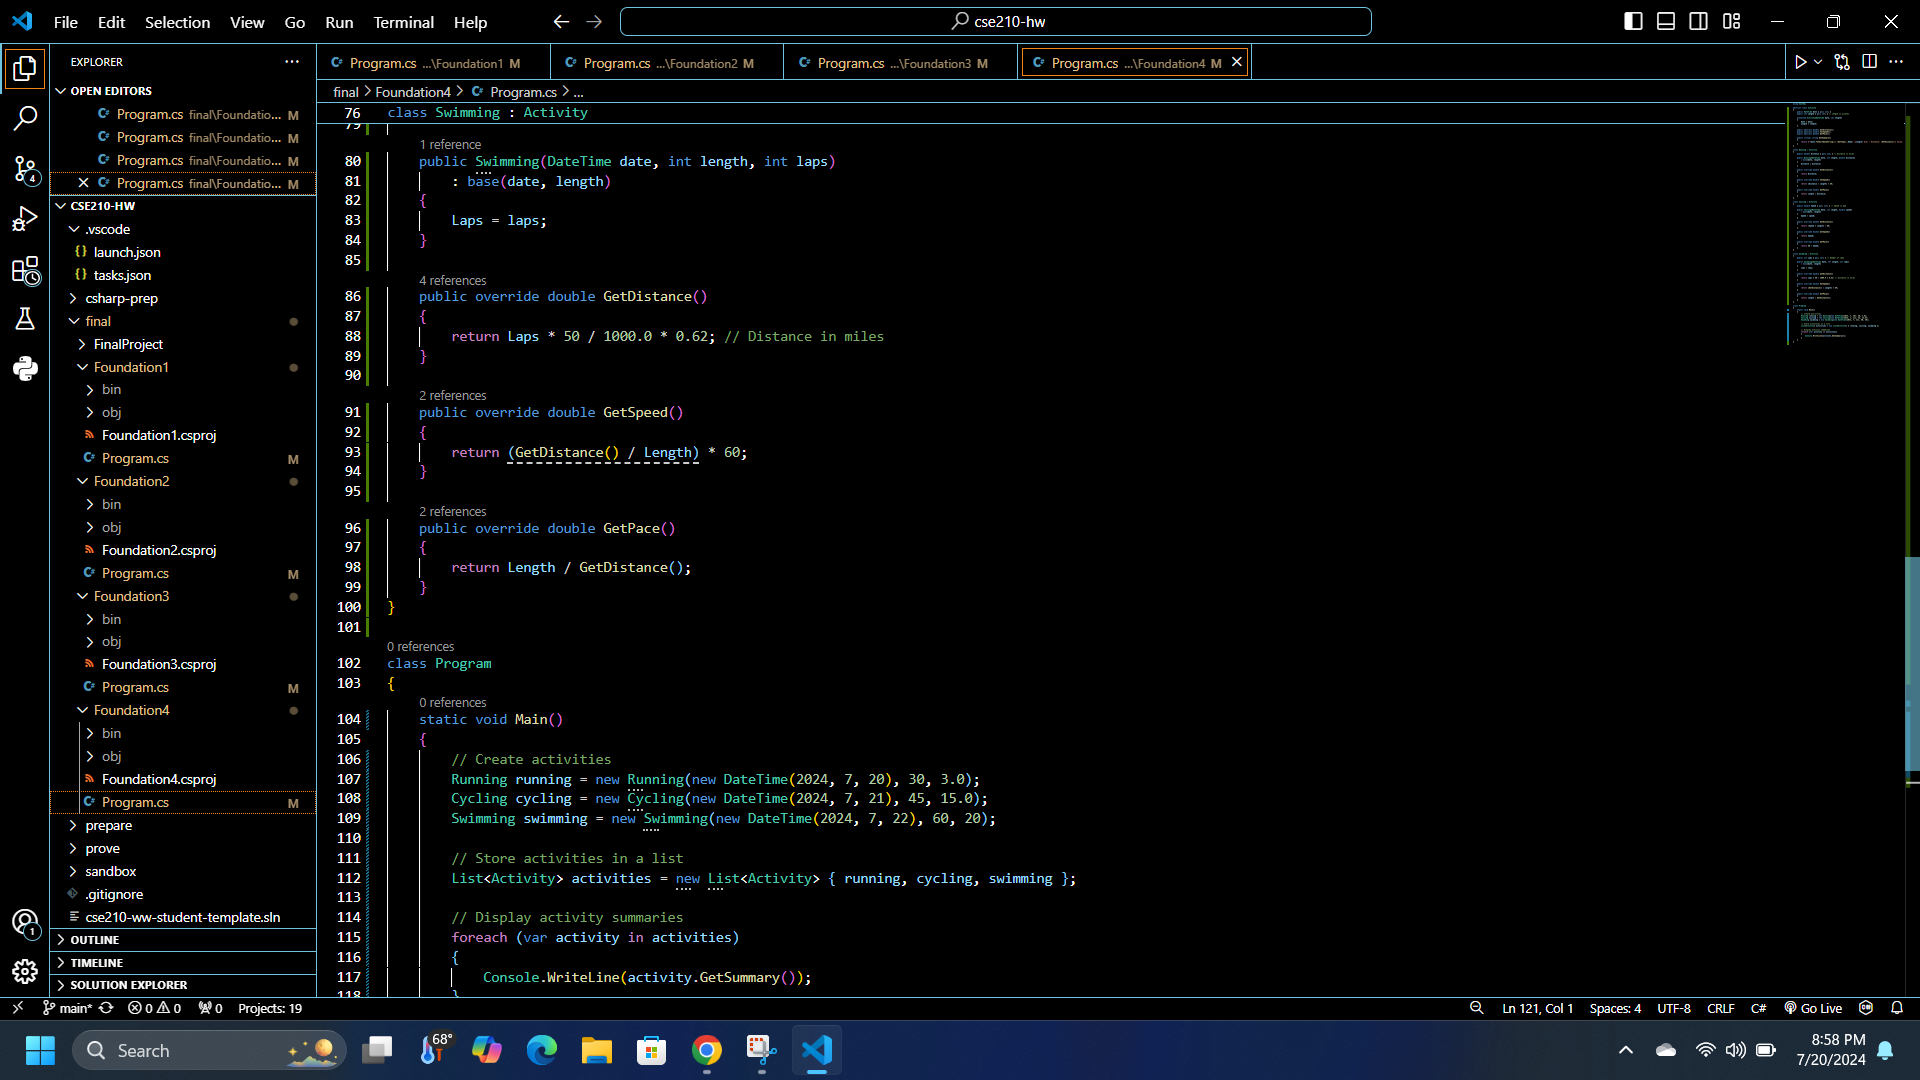 File Edit Selection View Go Run Terminal Help
cse210-hw
EXPLORER
OPEN EDITORS
Program.cs final\Foundatio... M
Program.cs final\Foundatio... M
Program.cs final\Foundatio... M
Program.cs final\Foundatio... M
CSE210-HW
.vscode
launch.json
tasks.json
csharp-prep
final
FinalProject
Foundation1
bin
obj
Foundation1.csproj
Program.cs M
Foundation2
bin
obj
Foundation2.csproj
Program.cs M
Foundation3
bin
obj
Foundation3.csproj
Program.cs M
Foundation4
bin
obj
Foundation4.csproj
Program.cs M
prepare
prove
sandbox
.gitignore
cse210-ww-student-template.sln
OUTLINE
TIMELINE
SOLUTION EXPLORER
4
1
Program.cs ...\Foundation1 M
Program.cs ...\Foundation2 M
Program.cs ...\Foundation3 M
Program.cs ...\Foundation4 M
final > Foundation4 > Program.cs > ...
76 class Swimming : Activity
79
1 reference
80 public Swimming(DateTime date, int length, int laps)
81 : base(date, length)
82 {
83 Laps = laps;
84 }
85
4 references
86 public override double GetDistance()
87 {
88 return Laps * 50 / 1000.0 * 0.62; // Distance in miles
89 }
90
2 references
91 public override double GetSpeed()
92 {
93 return (GetDistance() / Length) * 60;
94 }
95
2 references
96 public override double GetPace()
97 {
98 return Length / GetDistance();
99 }
100 }
101
0 references
102 class Program
103 {
0 references
104 static void Main()
105 {
106 // Create activities
107 Running running = new Running(new DateTime(2024, 7, 20), 30, 3.0);
108 Cycling cycling = new Cycling(new DateTime(2024, 7, 21), 45, 15.0);
109 Swimming swimming = new Swimming(new DateTime(2024, 7, 22), 60, 20);
110
111 // Store activities in a list
112 List<Activity> activities = new List<Activity> { running, cycling, swimming };
113
114 // Display activity summaries
115 foreach (var activity in activities)
116 {
117 Console.WriteLine(activity.GetSummary());
118 }
main* 0 0 0 Projects: 19
Ln 121, Col 1 Spaces: 4 UTF-8 CRLF C# Go Live
Search
68°
8:58 PM
7/20/2024